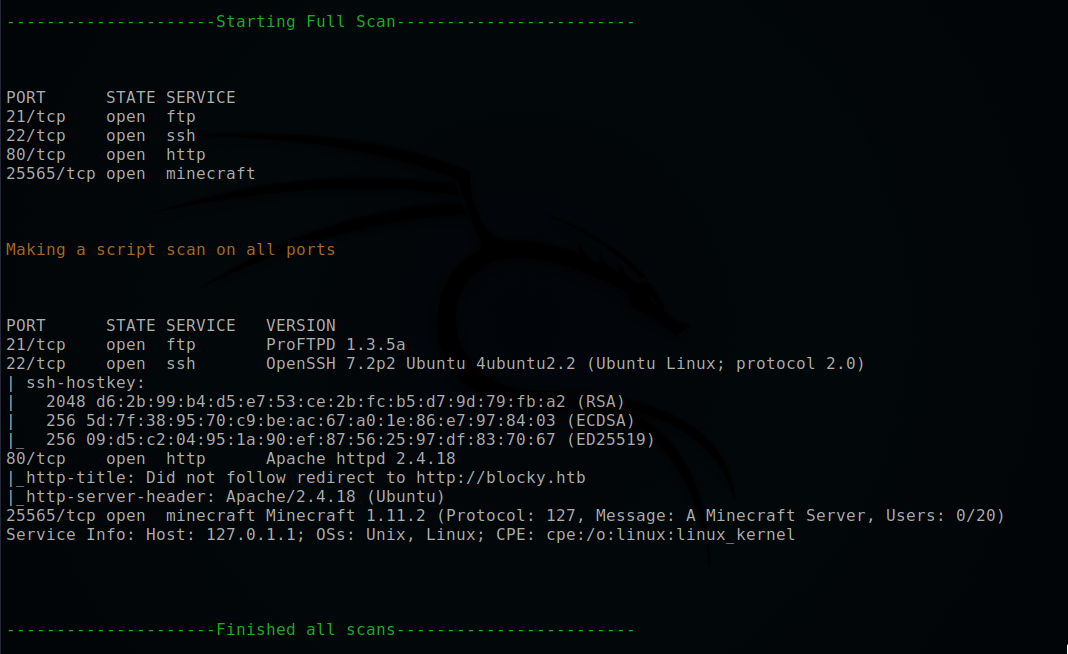 ---------------------Starting Full Scan------------------------
PORT      STATE SERVICE
21/tcp    open  ftp
22/tcp    open  ssh
80/tcp    open  http
25565/tcp open  minecraft
Making a script scan on all ports
PORT      STATE SERVICE   VERSION
21/tcp    open  ftp       ProFTPD 1.3.5a
22/tcp    open  ssh       OpenSSH 7.2p2 Ubuntu 4ubuntu2.2 (Ubuntu Linux; protocol 2.0)
| ssh-hostkey:
|   2048 d6:2b:99:b4:d5:e7:53:ce:2b:fc:b5:d7:9d:79:fb:a2 (RSA)
|   256 5d:7f:38:95:70:c9:be:ac:67:a0:1e:86:e7:97:84:03 (ECDSA)
|_  256 09:d5:c2:04:95:1a:90:ef:87:56:25:97:df:83:70:67 (ED25519)
80/tcp    open  http      Apache httpd 2.4.18
|_http-title: Did not follow redirect to http://blocky.htb
|_http-server-header: Apache/2.4.18 (Ubuntu)
25565/tcp open  minecraft Minecraft 1.11.2 (Protocol: 127, Message: A Minecraft Server, Users: 0/20)
Service Info: Host: 127.0.1.1; OSs: Unix, Linux; CPE: cpe:/o:linux:linux_kernel
---------------------Finished all scans------------------------